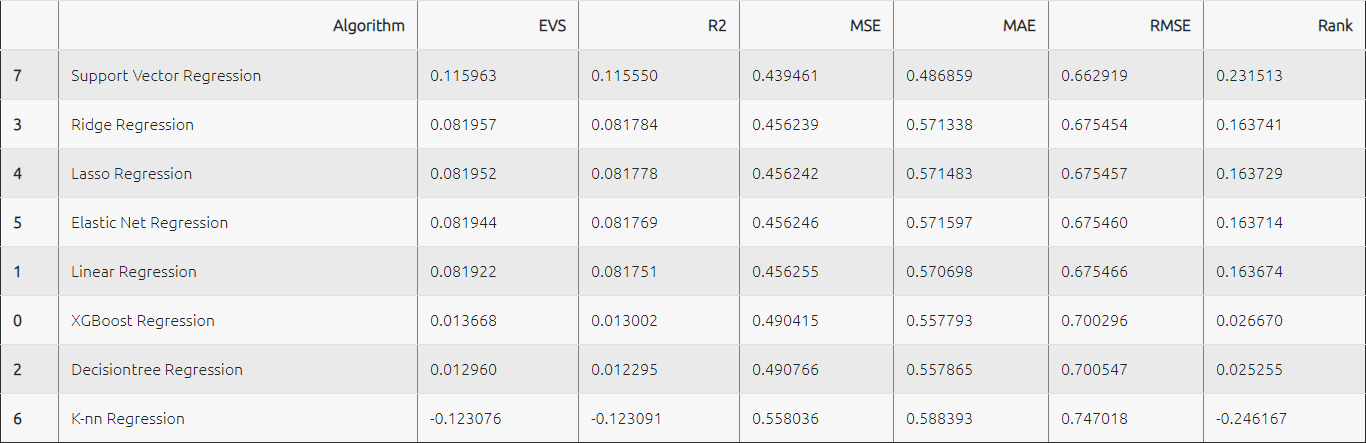 Algorithm EVS R2 MSE MAE RMSE Rank
7 Support Vector Regression 0.115963 0.115550 0.439461 0.486859 0.662919 0.231513
3 Ridge Regression 0.081957 0.081784 0.456239 0.571338 0.675454 0.163741
4 Lasso Regression 0.081952 0.081778 0.456242 0.571483 0.675457 0.163729
5 Elastic Net Regression 0.081944 0.081769 0.456246 0.571597 0.675460 0.163714
1 Linear Regression 0.081922 0.081751 0.456255 0.570698 0.675466 0.163674
0 XGBoost Regression 0.013668 0.013002 0.490415 0.557793 0.700296 0.026670
2 Decisiontree Regression 0.012960 0.012295 0.490766 0.557865 0.700547 0.025255
6 K-nn Regression -0.123076 -0.123091 0.558036 0.588393 0.747018 -0.246167